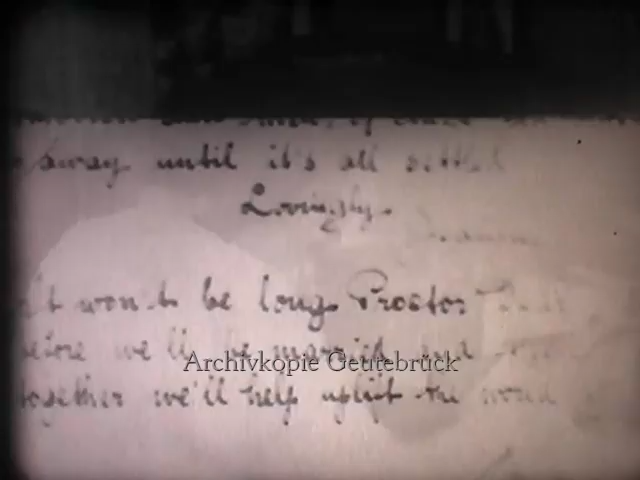 away until it's all settled
Lovingly.
It won't be long Proctor
before we'll be married and
together we'll help uplift the world
Archivkopie Geutebrück